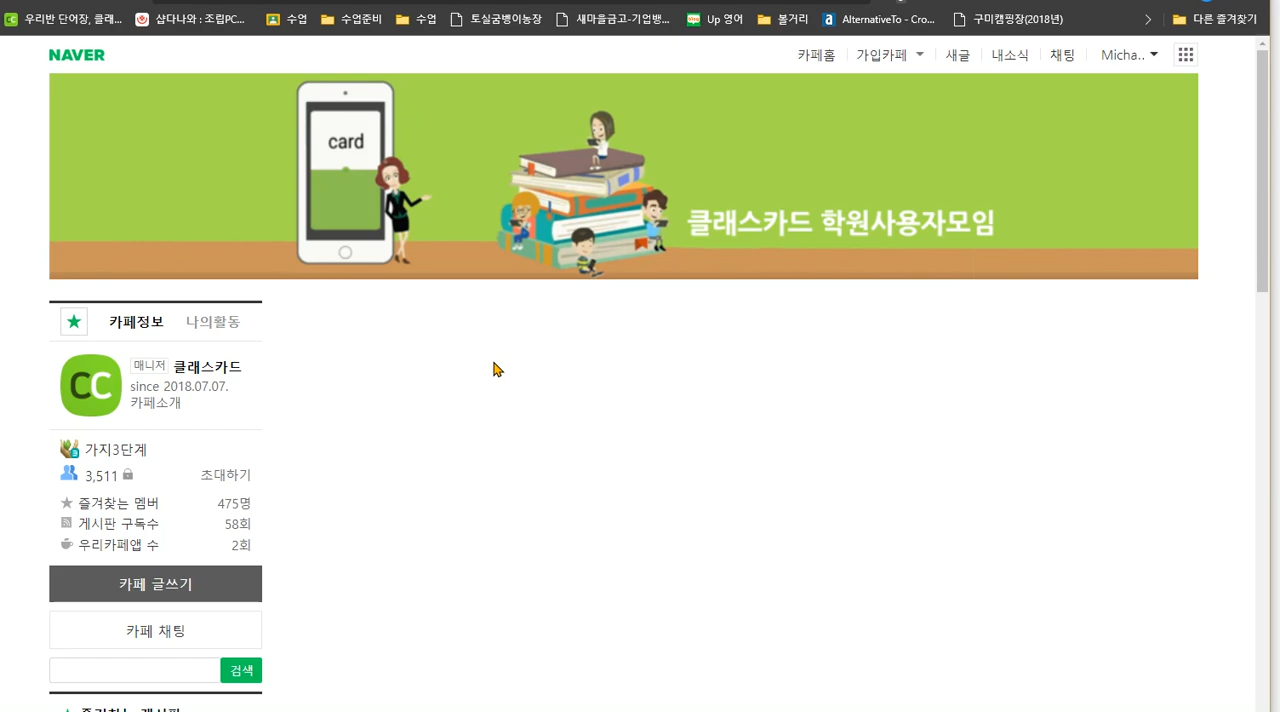 우리반 단어장, 클래... 샵다나와 : 조립PC... 수업 수업준비 수업 토실굼벵이농장 새마을금고-기업뱅... Up 영어 볼거리 AlternativeTo - Cro... 구미캠핑장(2018년) 다른 즐겨찾기
NAVER 카페홈 가입카페 새글 내소식 채팅 Micha..
card
클래스카드 학원사용자모임
카페정보 나의활동
CC
매니저 클래스카드
since 2018.07.07.
카페소개
가지3단계
3,511 초대하기
즐겨찾는 멤버 475명
게시판 구독수 58회
우리카페앱 수 2회
카페 글쓰기
카페 채팅
검색